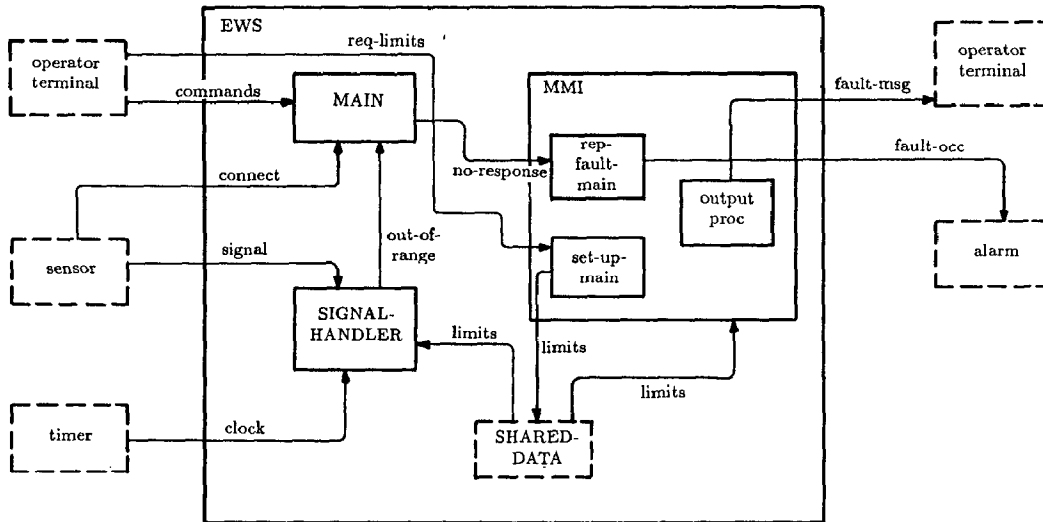 EWS
operator
terminal
req-limits
commands
MAIN
MMI
fault-msg
operator
terminal
rep-
fault-
main
no-response
fault-occ
connect
output
proc
sensor
signal
out-of-
range
set-up-
main
alarm
SIGNAL-
HANDLER
limits
limits
limits
timer
clock
SHARED-
DATA